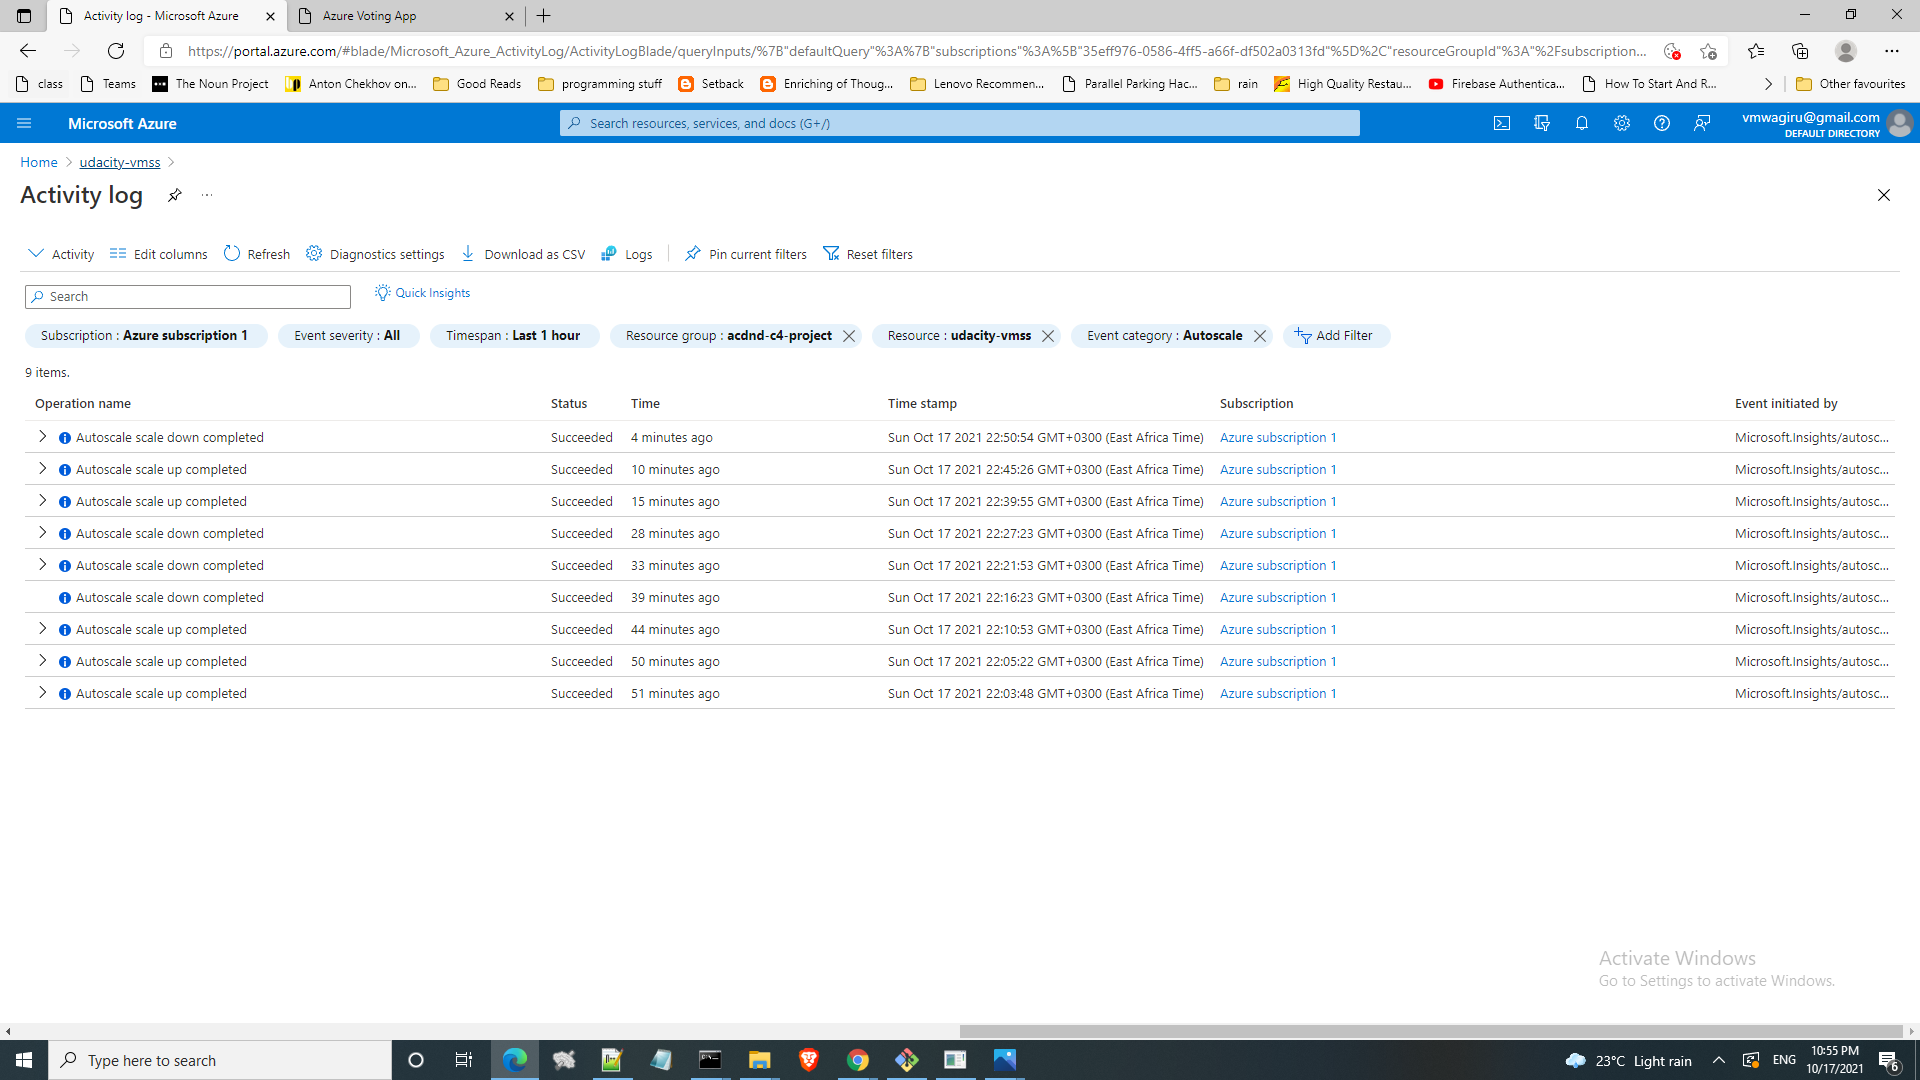 Activity log - Microsoft Azure
Azure Voting App
https://portal.azure.com/#blade/Microsoft_Azure_ActivityLog/ActivityLogBlade/queryInputs/%7B"defaultQuery"%3A%7B"subscriptions"%3A%5B"35eff976-0586-4ff5-a66f-df502a0313fd"%5D%2C"resourceGroupId"%3A"%2Fsubscription...
class Teams The Noun Project Anton Chekhov on... Good Reads programming stuff Setback Enriching of Thoug... Lenovo Recommen... Parallel Parking Hac... rain High Quality Restau... Firebase Authentica... How To Start And R... Other favourites
Microsoft Azure
Search resources, services, and docs (G+/)
vmwagiru@gmail.com
DEFAULT DIRECTORY
Home > udacity-vmss >
Activity log
Activity Edit columns Refresh Diagnostics settings Download as CSV Logs Pin current filters Reset filters
Search
Quick Insights
Subscription : Azure subscription 1 Event severity : All Timespan : Last 1 hour Resource group : acdnd-c4-project Resource : udacity-vmss Event category : Autoscale Add Filter
9 items.
Operation name Status Time Time stamp Subscription Event initiated by
Autoscale scale down completed Succeeded 4 minutes ago Sun Oct 17 2021 22:50:54 GMT+0300 (East Africa Time) Azure subscription 1 Microsoft.Insights/autosc...
Autoscale scale up completed Succeeded 10 minutes ago Sun Oct 17 2021 22:45:26 GMT+0300 (East Africa Time) Azure subscription 1 Microsoft.Insights/autosc...
Autoscale scale up completed Succeeded 15 minutes ago Sun Oct 17 2021 22:39:55 GMT+0300 (East Africa Time) Azure subscription 1 Microsoft.Insights/autosc...
Autoscale scale down completed Succeeded 28 minutes ago Sun Oct 17 2021 22:27:23 GMT+0300 (East Africa Time) Azure subscription 1 Microsoft.Insights/autosc...
Autoscale scale down completed Succeeded 33 minutes ago Sun Oct 17 2021 22:21:53 GMT+0300 (East Africa Time) Azure subscription 1 Microsoft.Insights/autosc...
Autoscale scale down completed Succeeded 39 minutes ago Sun Oct 17 2021 22:16:23 GMT+0300 (East Africa Time) Azure subscription 1 Microsoft.Insights/autosc...
Autoscale scale up completed Succeeded 44 minutes ago Sun Oct 17 2021 22:10:53 GMT+0300 (East Africa Time) Azure subscription 1 Microsoft.Insights/autosc...
Autoscale scale up completed Succeeded 50 minutes ago Sun Oct 17 2021 22:05:22 GMT+0300 (East Africa Time) Azure subscription 1 Microsoft.Insights/autosc...
Autoscale scale up completed Succeeded 51 minutes ago Sun Oct 17 2021 22:03:48 GMT+0300 (East Africa Time) Azure subscription 1 Microsoft.Insights/autosc...
Activate Windows
Go to Settings to activate Windows.
Type here to search
23°C Light rain
ENG
10:55 PM
10/17/2021
6